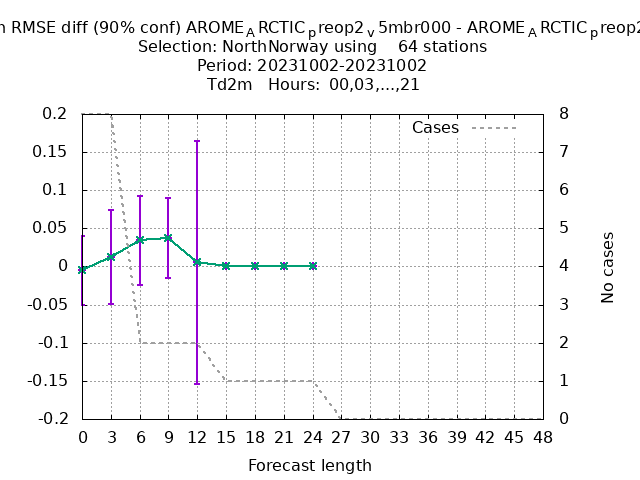 n RMSE diff (90% conf) AROME_ARCTIC_preop2_v5mbr000 - AROME_ARCTIC_preop2
Selection: NorthNorway using 64 stations
Period: 20231002-20231002
Td2m Hours: 00,03,...,21
Cases
0.2
0.15
0.1
0.05
0
-0.05
-0.1
-0.15
-0.2
8
7
6
5
4
3
2
1
0
No cases
0 3 6 9 12 15 18 21 24 27 30 33 36 39 42 45 48
Forecast length